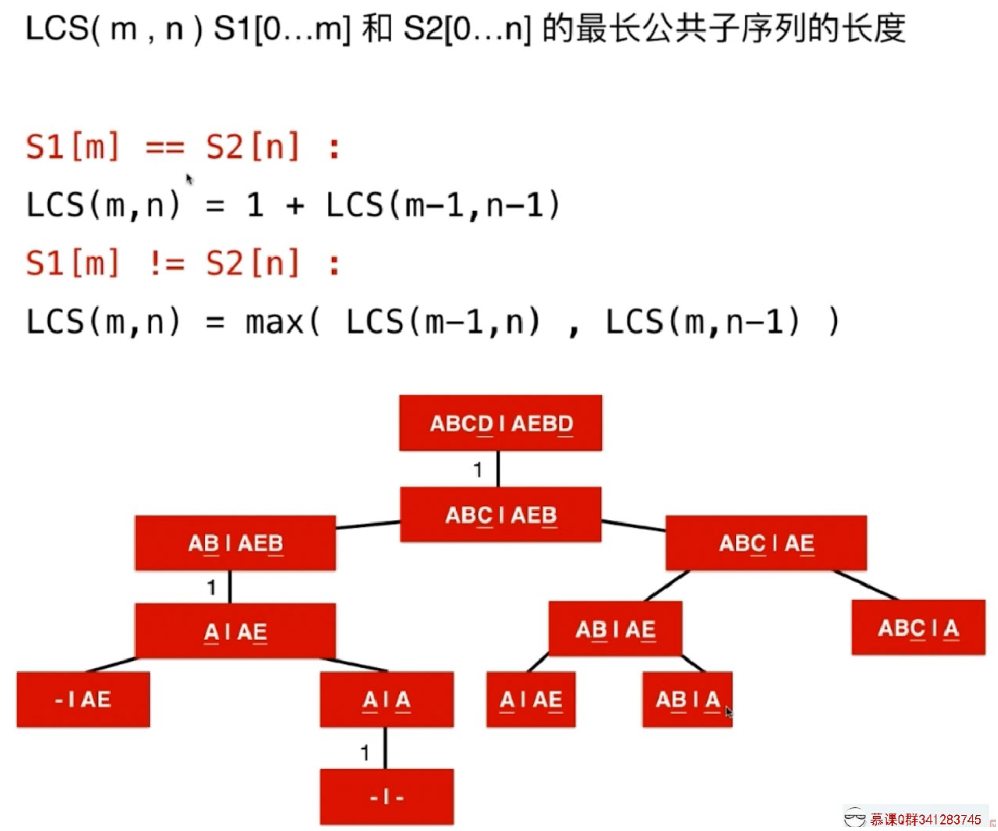 LCS( m , n ) S1[0...m] 和 S2[0...n] 的最长公共子序列的长度
S1[m] == S2[n] :
LCS(m,n) = 1 + LCS(m-1,n-1)
S1[m] != S2[n] :
LCS(m,n) = max( LCS(m-1,n) , LCS(m,n-1) )
ABCD | AEBD
1
ABC | AEB
AB | AEB
ABC | AE
1
A | AE
AB | AE
ABC | A
- | AE
A | A
A | AE
AB | A
1
- | -
慕课Q群341283745